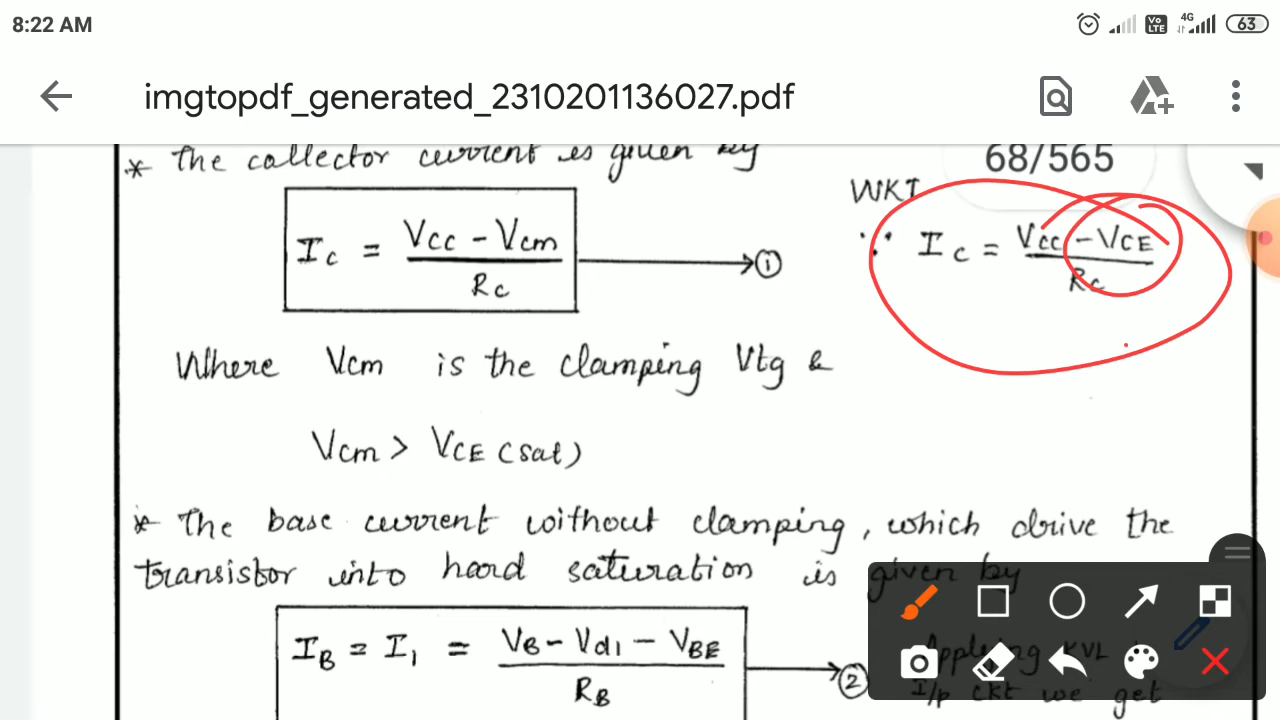 8:22 AM
Vo LTE
4G
63
imgtopdf_generated_2310201136027.pdf
* The collector current is given by
68/565
WKT
Ic = Vcc - Vcm / Rc → ①
∵ Ic = Vcc - VCE / Rc
Where Vcm is the clamping Vtg &
Vcm > VCE (sat)
* The base current without clamping, which drive the
transistor into hard saturation is given by
IB = I1 = VB - Vd1 - VBE / RB → ②
Applying KVL
I/p ckt we get